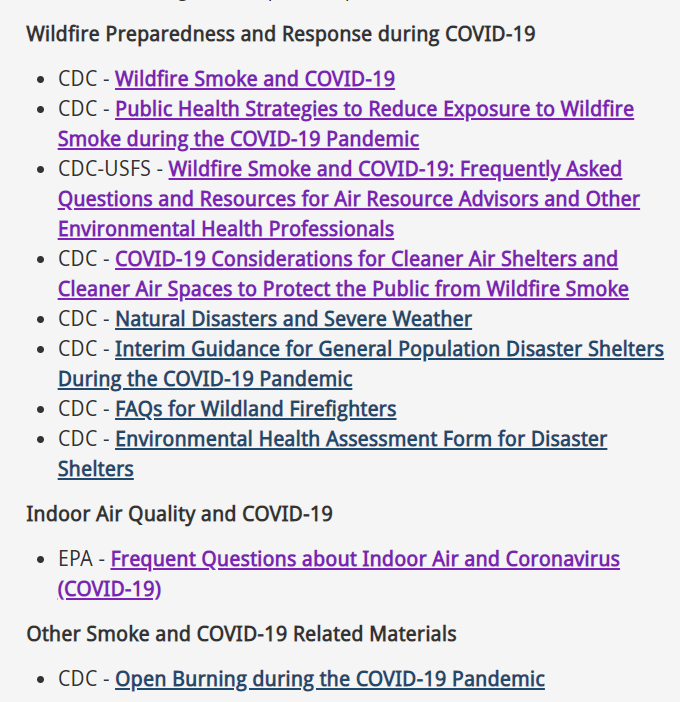 Wildfire Preparedness and Response during COVID-19
• CDC - Wildfire Smoke and COVID-19
• CDC - Public Health Strategies to Reduce Exposure to Wildfire
Smoke during the COVID-19 Pandemic
• CDC-USFS - Wildfire Smoke and COVID-19: Frequently Asked
Questions and Resources for Air Resource Advisors and Other
Environmental Health Professionals
• CDC - COVID-19 Considerations for Cleaner Air Shelters and
Cleaner Air Spaces to Protect the Public from Wildfire Smoke
• CDC - Natural Disasters and Severe Weather
• CDC - Interim Guidance for General Population Disaster Shelters
During the COVID-19 Pandemic
• CDC - FAQs for Wildland Firefighters
• CDC - Environmental Health Assessment Form for Disaster
Shelters
Indoor Air Quality and COVID-19
• EPA - Frequent Questions about Indoor Air and Coronavirus
(COVID-19)
Other Smoke and COVID-19 Related Materials
• CDC - Open Burning during the COVID-19 Pandemic